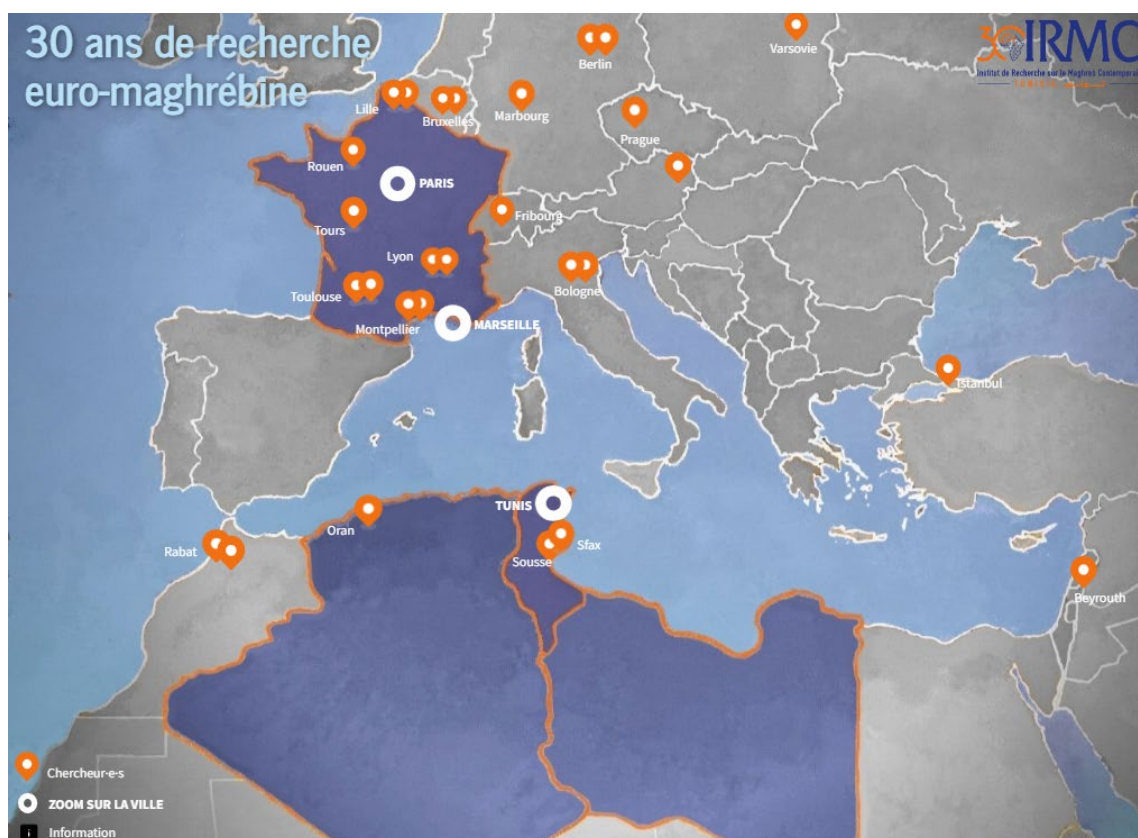 30 ans de recherche
euro-maghrébine
30 IRMC
Institut de Recherche sur le Maghreb Contemporain
TUNIS
Varsovie
Berlin
Lille
Bruxelles
Marbourg
Prague
Rouen
PARIS
Fribourg
Tours
Lyon
Toulouse
Bologne
Montpellier
MARSEILLE
Istanbul
TUNIS
Oran
Rabat
Sfax
Sousse
Beyrouth
Chercheur·e·s
ZOOM SUR LA VILLE
i Information